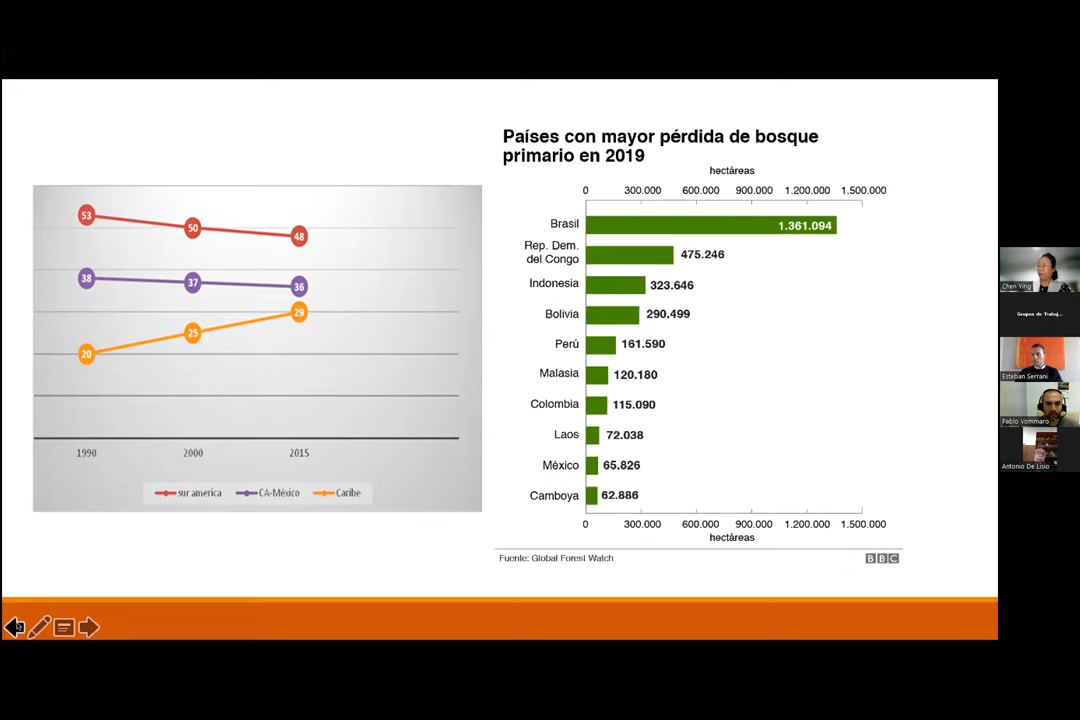 Países con mayor pérdida de bosque
primario en 2019
hectáreas
0 300.000 600.000 900.000 1.200.000 1.500.000
Brasil 1.361.094
Rep. Dem.
del Congo 475.246
Indonesia 323.646
Bolivia 290.499
Perú 161.590
Malasia 120.180
Colombia 115.090
Laos 72.038
México 65.826
Camboya 62.886
0 300.000 600.000 900.000 1.200.000 1.500.000
hectáreas
Fuente: Global Forest Watch
BBC
53
50
48
38
37
36
29
25
20
1990 2000 2015
sur america CA-México Caribe
Chen Ying
Grupos de Trabaj...
Esteban Serrani
Pablo Vommaro
Antonio De Lisio